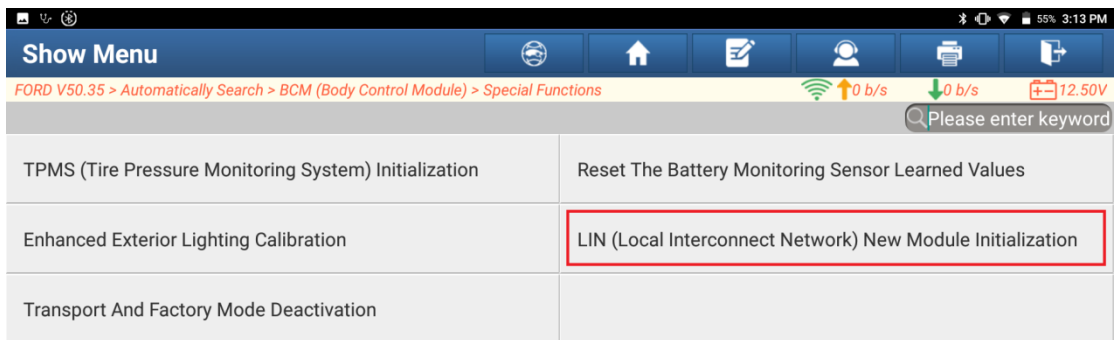 55% 3:13 PM
Show Menu
FORD V50.35 > Automatically Search > BCM (Body Control Module) > Special Functions
0 b/s
0 b/s
12.50V
Please enter keyword
TPMS (Tire Pressure Monitoring System) Initialization
Reset The Battery Monitoring Sensor Learned Values
Enhanced Exterior Lighting Calibration
LIN (Local Interconnect Network) New Module Initialization
Transport And Factory Mode Deactivation